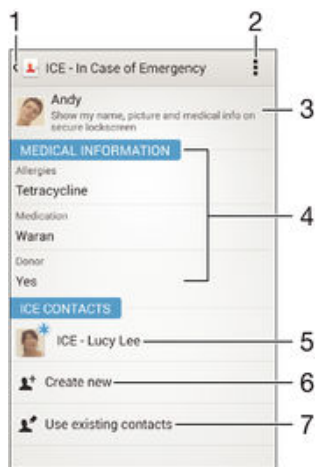 1
2
ICE - In Case of Emergency
Andy
Show my name, picture and medical info on
secure lockscreen
3
MEDICAL INFORMATION
Allergies
Tetracycline
4
Medication
Waran
Donor
Yes
ICE CONTACTS
ICE - Lucy Lee
5
Create new
6
Use existing contacts
7